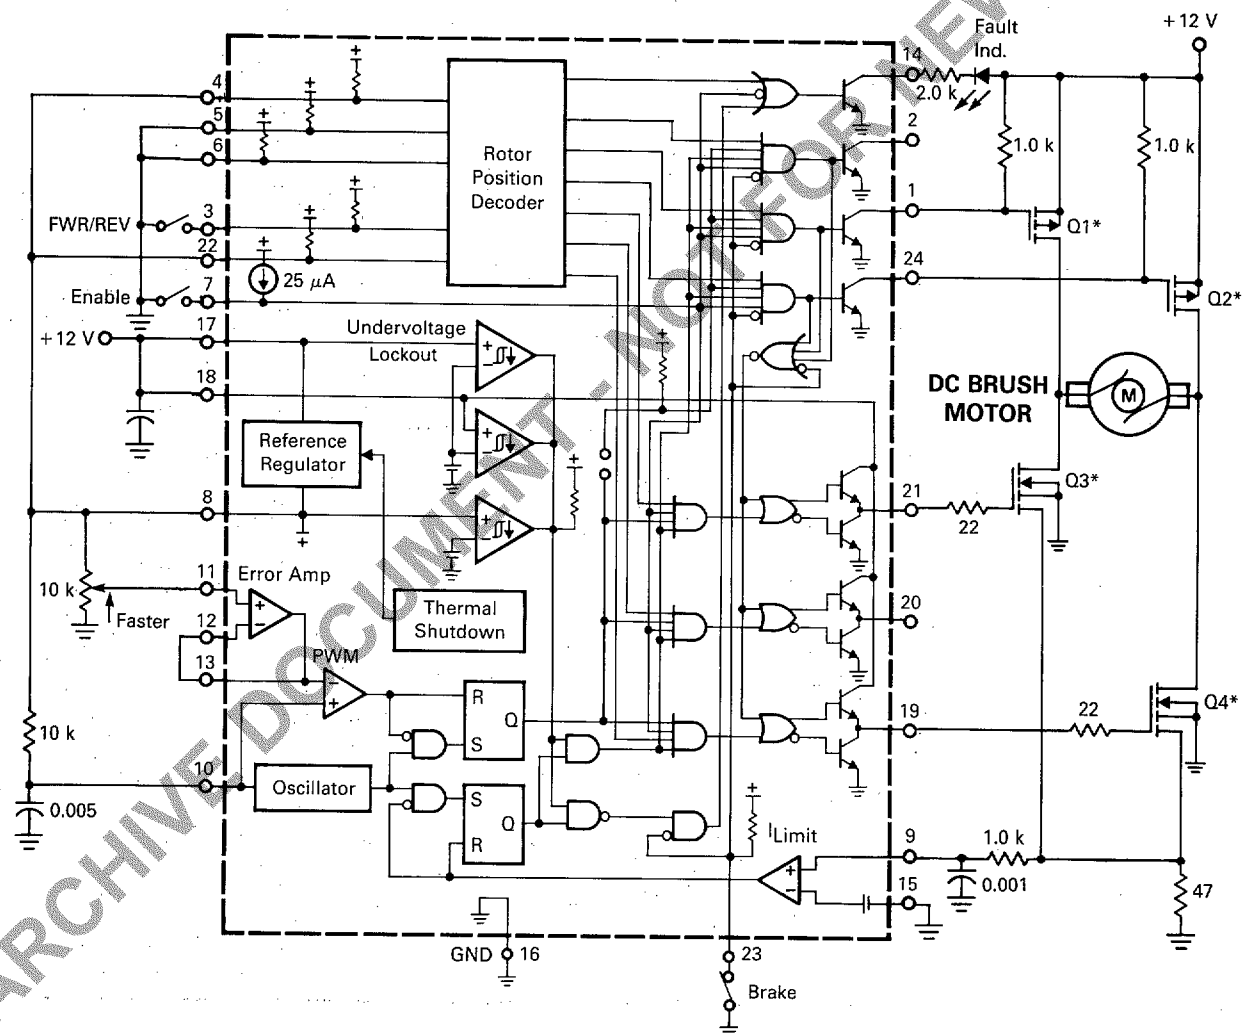 ARCHIVE DOCUMENT - NOT FOR NEW
+12 V
Fault
Ind.
14
2.0 k
4
5
6
2
1.0 k
1.0 k
Rotor
Position
Decoder
FWR/REV
3
1
Q1*
22
24
25 µA
Enable
7
Q2*
+12 V
17
Undervoltage
Lockout
18
DC BRUSH
MOTOR
M
Reference
Regulator
Q3*
8
21
22
11
Error Amp
10 k
Faster
12
Thermal
Shutdown
20
13
PWM
R
Q
S
10 k
19
22
Q4*
10
Oscillator
0.005
S
Q
R
ILimit
9
1.0 k
15
0.001
47
GND
16
23
Brake